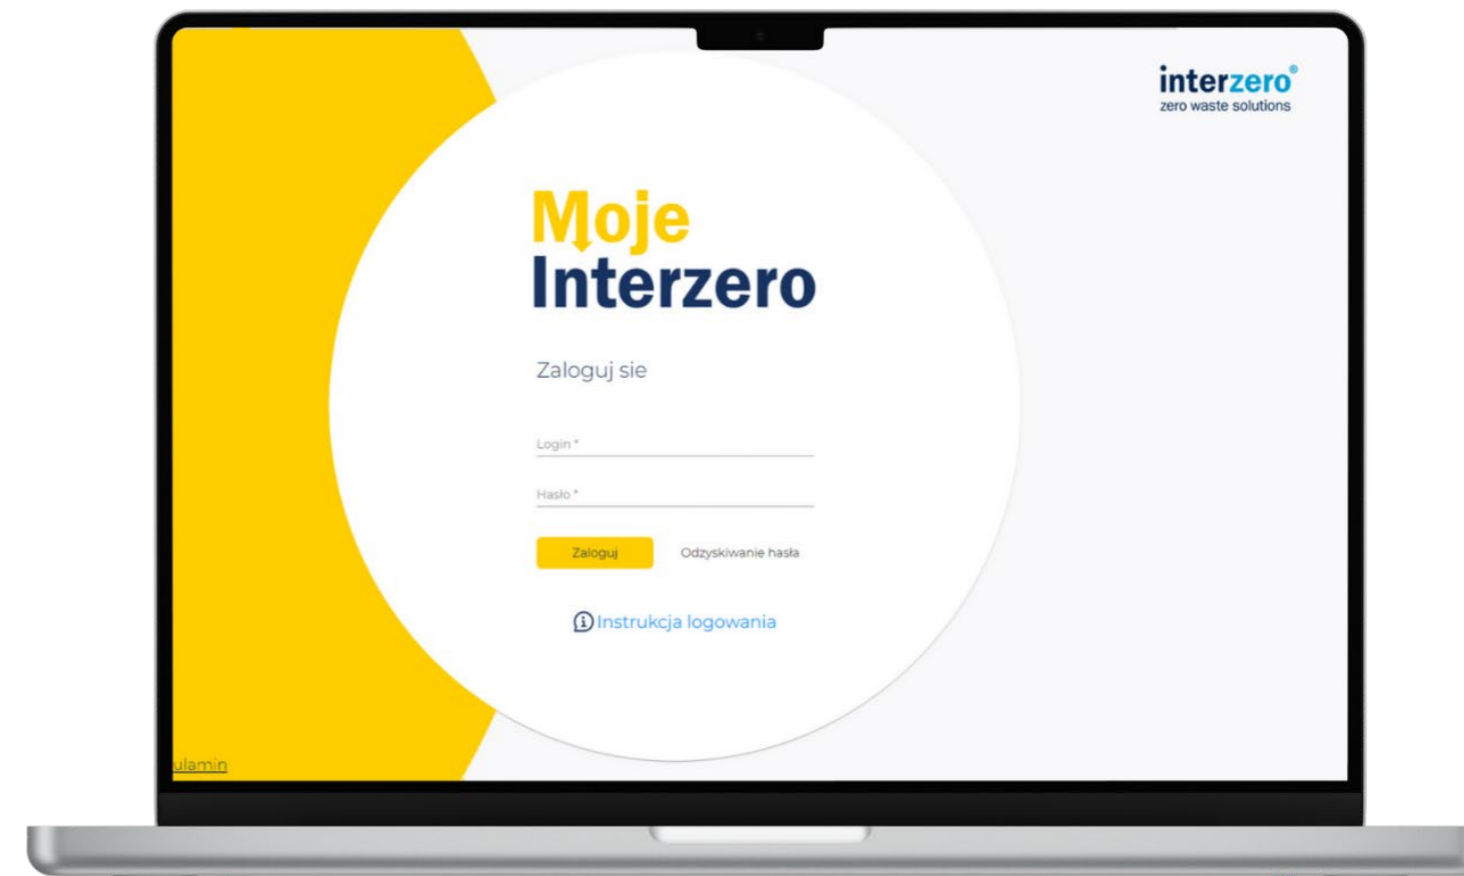 interzero®
zero waste solutions
Moje
Interzero
Zaloguj sie
Login *
Hasło *
Zaloguj
Odzyskiwanie hasła
Instrukcja logowania
ulamin